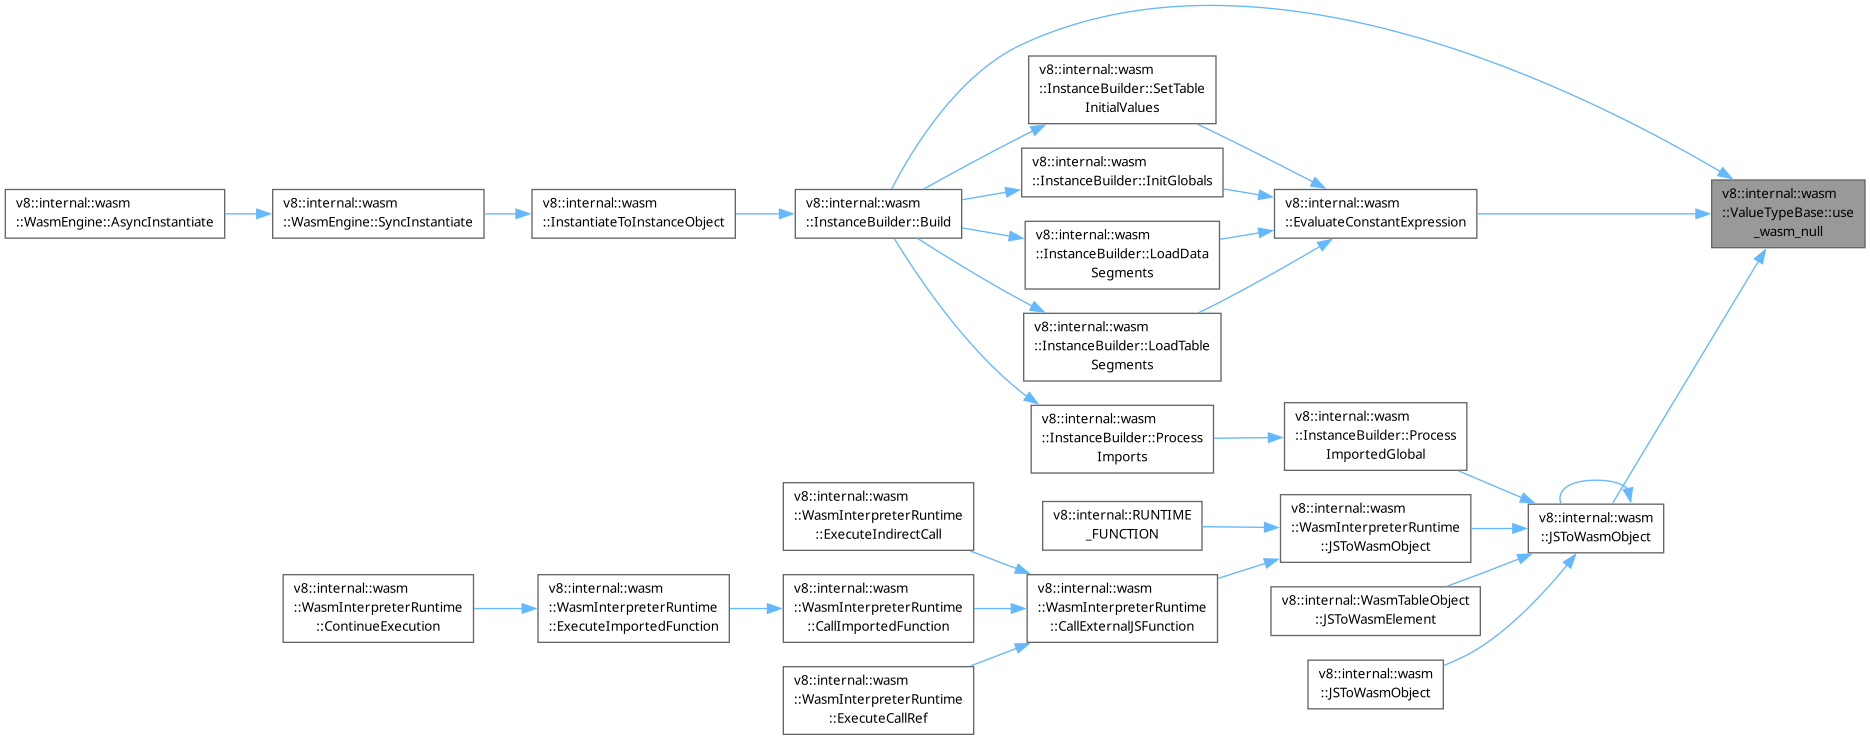 v8::internal::wasm
::InstanceBuilder::SetTable
InitialValues
v8::internal::wasm
::InstanceBuilder::InitGlobals
v8::internal::wasm
::WasmEngine::AsyncInstantiate
v8::internal::wasm
::WasmEngine::SyncInstantiate
v8::internal::wasm
::InstantiateToInstanceObject
v8::internal::wasm
::InstanceBuilder::Build
v8::internal::wasm
::EvaluateConstantExpression
v8::internal::wasm
::ValueTypeBase::use
_wasm_null
v8::internal::wasm
::InstanceBuilder::LoadData
Segments
v8::internal::wasm
::InstanceBuilder::LoadTable
Segments
v8::internal::wasm
::InstanceBuilder::Process
Imports
v8::internal::wasm
::InstanceBuilder::Process
ImportedGlobal
v8::internal::wasm
::WasmInterpreterRuntime
::ExecuteIndirectCall
v8::internal::RUNTIME
_FUNCTION
v8::internal::wasm
::WasmInterpreterRuntime
::JSToWasmObject
v8::internal::wasm
::JSToWasmObject
v8::internal::wasm
::WasmInterpreterRuntime
::ContinueExecution
v8::internal::wasm
::WasmInterpreterRuntime
::ExecuteImportedFunction
v8::internal::wasm
::WasmInterpreterRuntime
::CallImportedFunction
v8::internal::wasm
::WasmInterpreterRuntime
::CallExternalJSFunction
v8::internal::WasmTableObject
::JSToWasmElement
v8::internal::wasm
::WasmInterpreterRuntime
::ExecuteCallRef
v8::internal::wasm
::JSToWasmObject